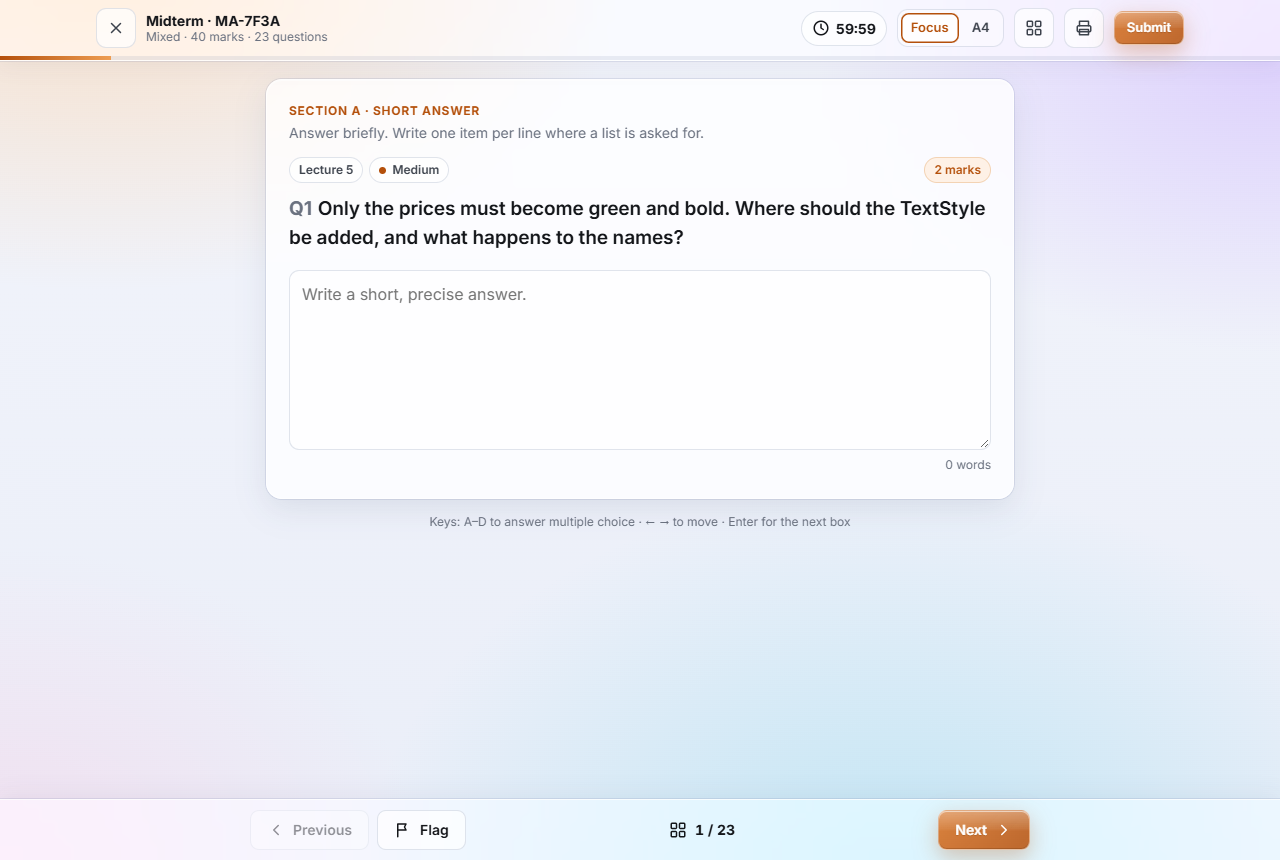 Midterm · MA-7F3A
Mixed · 40 marks · 23 questions
59:59
Focus
A4
Submit
SECTION A · SHORT ANSWER
Answer briefly. Write one item per line where a list is asked for.
Lecture 5
Medium
2 marks
Q1 Only the prices must become green and bold. Where should the TextStyle
be added, and what happens to the names?
Write a short, precise answer.
0 words
Keys: A–D to answer multiple choice · ← → to move · Enter for the next box
Previous
Flag
1 / 23
Next